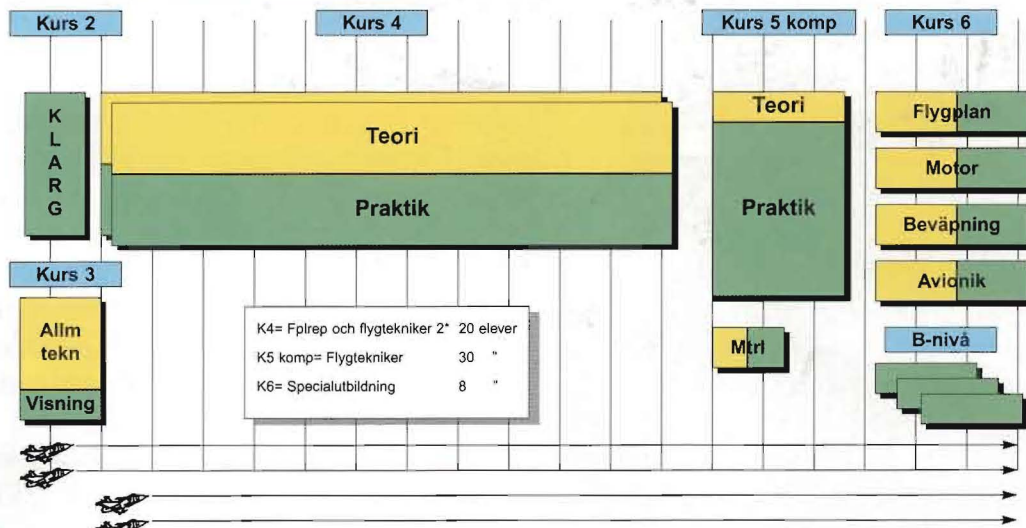 Kurs 2
Kurs 4
Kurs 5 komp
Kurs 6
K
L
A
R
G
Teori
Praktik
Teori
Praktik
Flygplan
Motor
Beväpning
Avionik
Kurs 3
Allm
tekn
Visning
K4= Fplrep och flygtekniker 2* 20 elever
K5 komp= Flygtekniker 30 "
K6= Specialutbildning 8 "
Mtrl
B-nivå